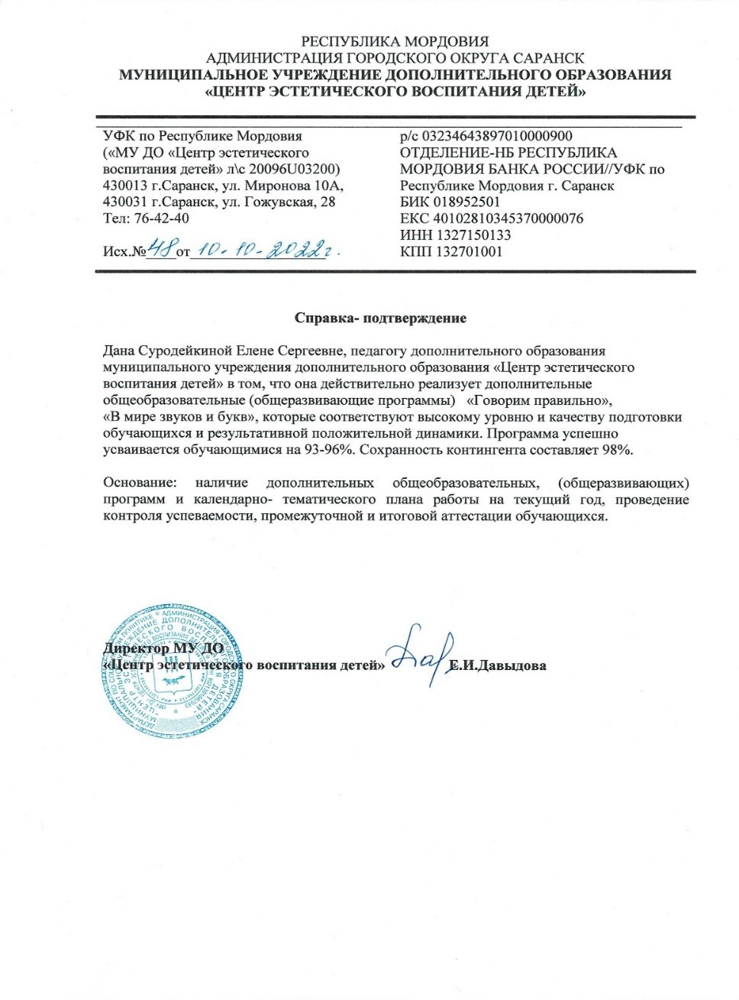 РЕСПУБЛИКА МОРДОВИЯ
АДМИНИСТРАЦИЯ ГОРОДСКОГО ОКРУГА САРАНСК
МУНИЦИПАЛЬНОЕ УЧРЕЖДЕНИЕ ДОПОЛНИТЕЛЬНОГО ОБРАЗОВАНИЯ
«ЦЕНТР ЭСТЕТИЧЕСКОГО ВОСПИТАНИЯ ДЕТЕЙ»
УФК по Республике Мордовия
(«МУ ДО «Центр эстетического
воспитания детей» л\с 20096U03200)
430013 г.Саранск, ул. Миронова 10А,
430031 г.Саранск, ул. Гожувская, 28
Тел: 76-42-40
Исх.№ 48 от 10-10-2022г.
р/с 03234643897010000900
ОТДЕЛЕНИЕ-НБ РЕСПУБЛИКА
МОРДОВИЯ БАНКА РОССИИ//УФК по
Республике Мордовия г. Саранск
БИК 018952501
ЕКС 40102810345370000076
ИНН 1327150133
КПП 132701001
Справка- подтверждение
Дана Суродейкиной Елене Сергеевне, педагогу дополнительного образования
муниципального учреждения дополнительного образования «Центр эстетического
воспитания детей» в том, что она действительно реализует дополнительные
общеобразовательные (общеразвивающие программы) «Говорим правильно»,
«В мире звуков и букв», которые соответствуют высокому уровню и качеству подготовки
обучающихся и результативной положительной динамики. Программа успешно
усваивается обучающимися на 93-96%. Сохранность контингента составляет 98%.
Основание: наличие дополнительных общеобразовательных, (общеразвивающих)
программ и календарно- тематического плана работы на текущий год, проведение
контроля успеваемости, промежуточной и итоговой аттестации обучающихся.
Директор МУ ДО
«Центр эстетического воспитания детей» Е.И.Давыдова